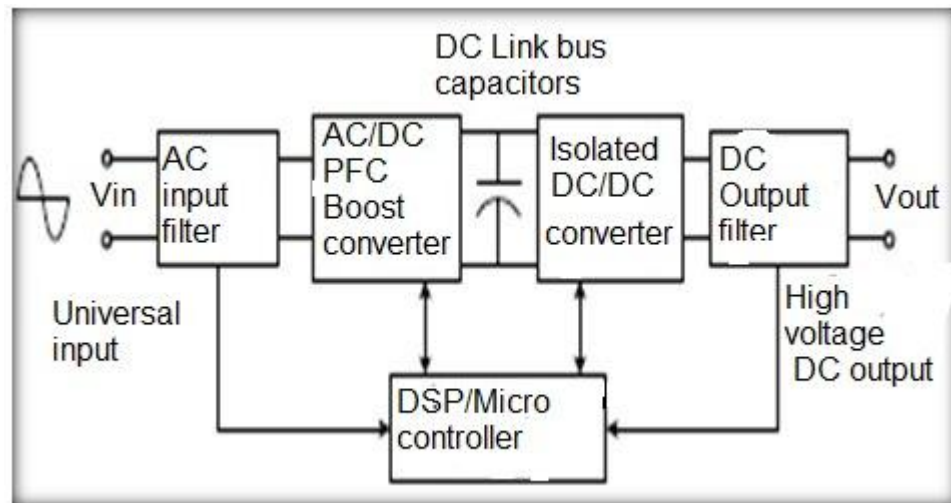 DC Link bus
capacitors
Vin
AC
input
filter
AC/DC
PFC
Boost
converter
Isolated
DC/DC
converter
DC
Output
filter
Vout
Universal
input
High
voltage
DC output
DSP/Micro
controller